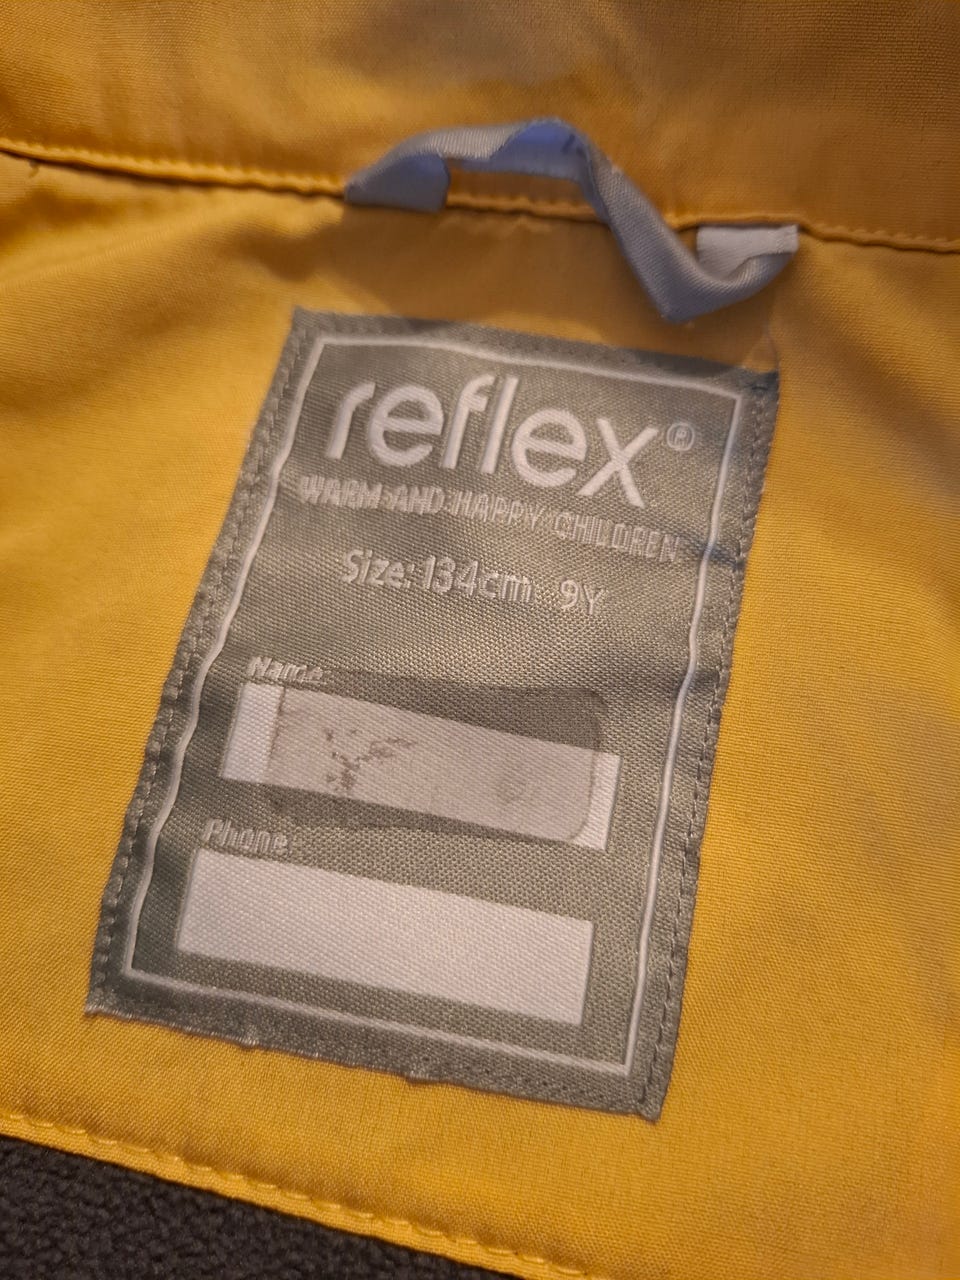 reflex®
WARM AND HAPPY CHILDREN
Size: 134cm 9Y
Name:
Phone: